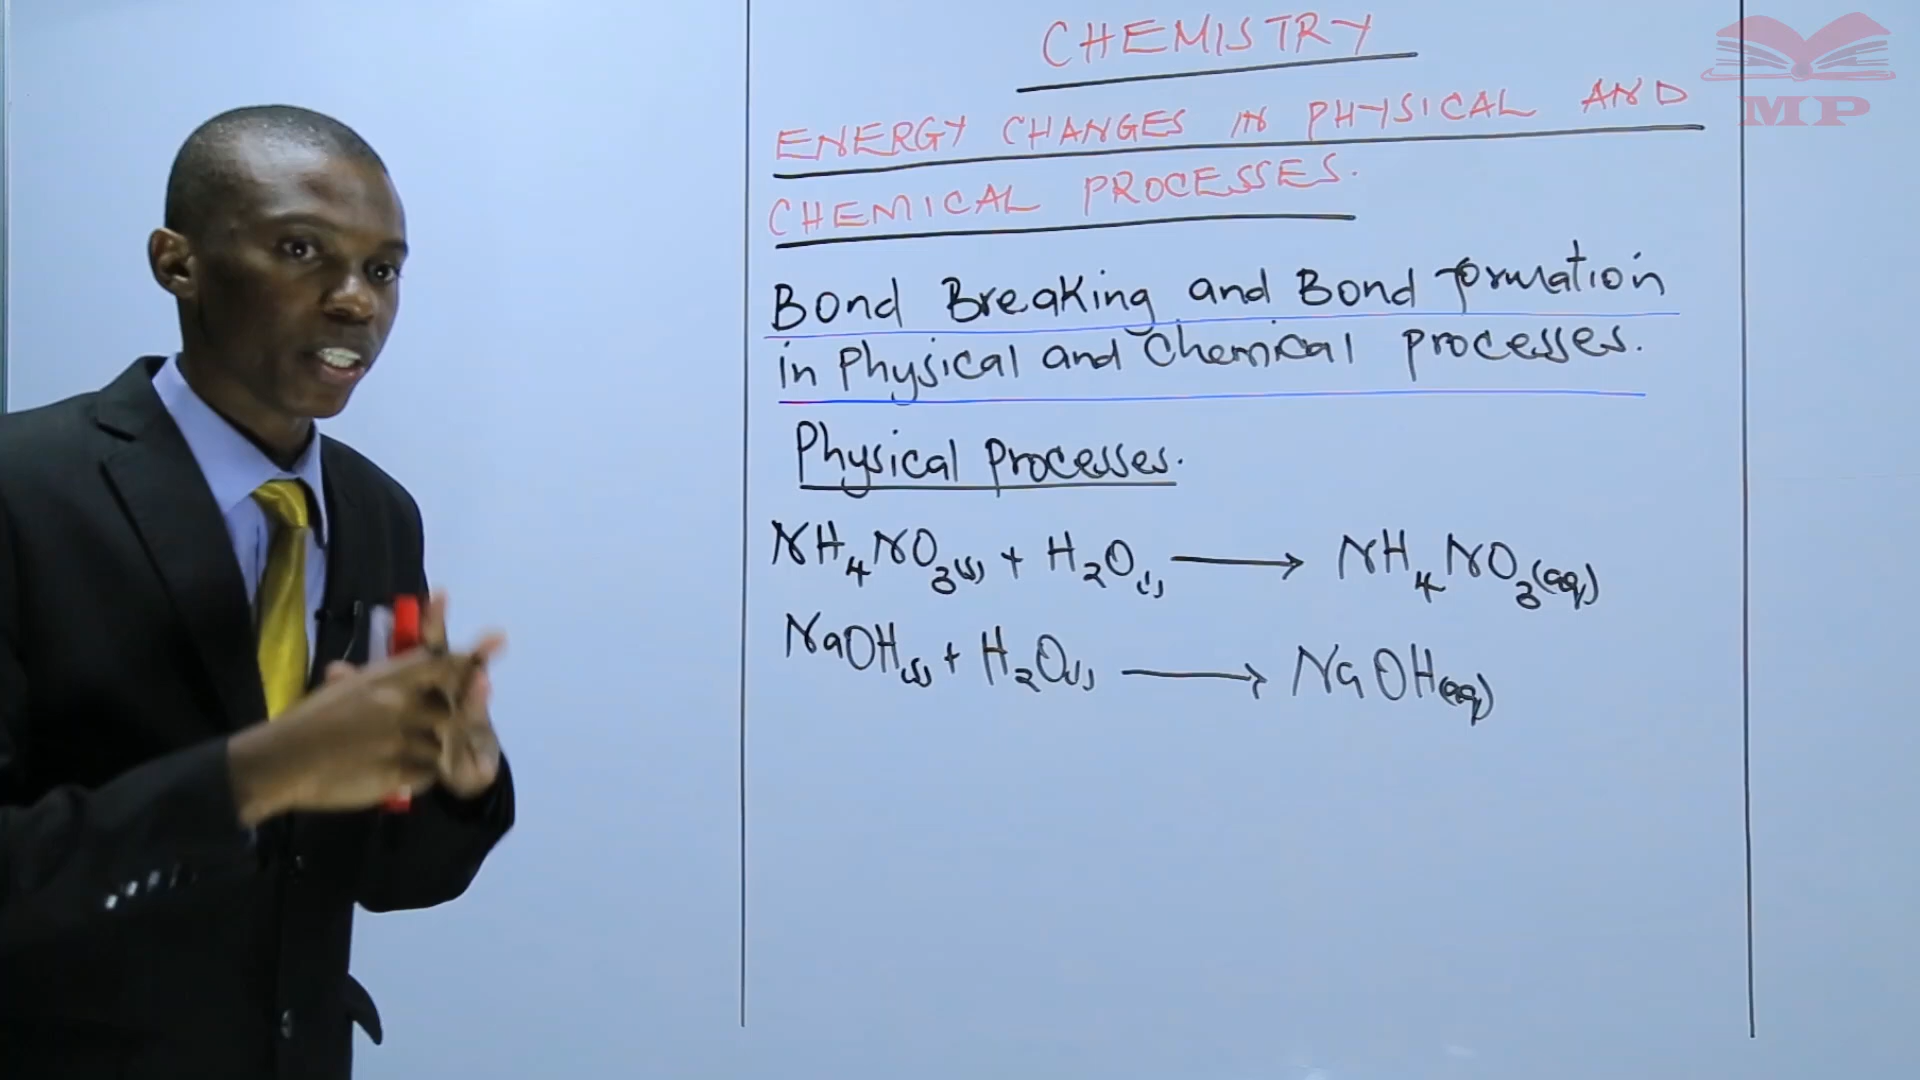 CHEMISTRY
MP
ENERGY CHANGES IN PHYSICAL AND
CHEMICAL PROCESSES.
Bond Breaking and Bond formation
in Physical and Chemical processes.
Physical Processes.
NH₄NO₃(s) + H₂O(l) ⟶ NH₄NO₃(aq)
NaOH(s) + H₂O(l) ⟶ NaOH(aq)